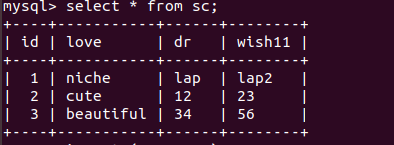 mysql> select * from sc;
+----+-----------+------+--------+
| id | love      | dr   | wish11 |
+----+-----------+------+--------+
|  1 | niche     | lap  | lap2   |
|  2 | cute      | 12   | 23     |
|  3 | beautiful | 34   | 56     |
+----+-----------+------+--------+